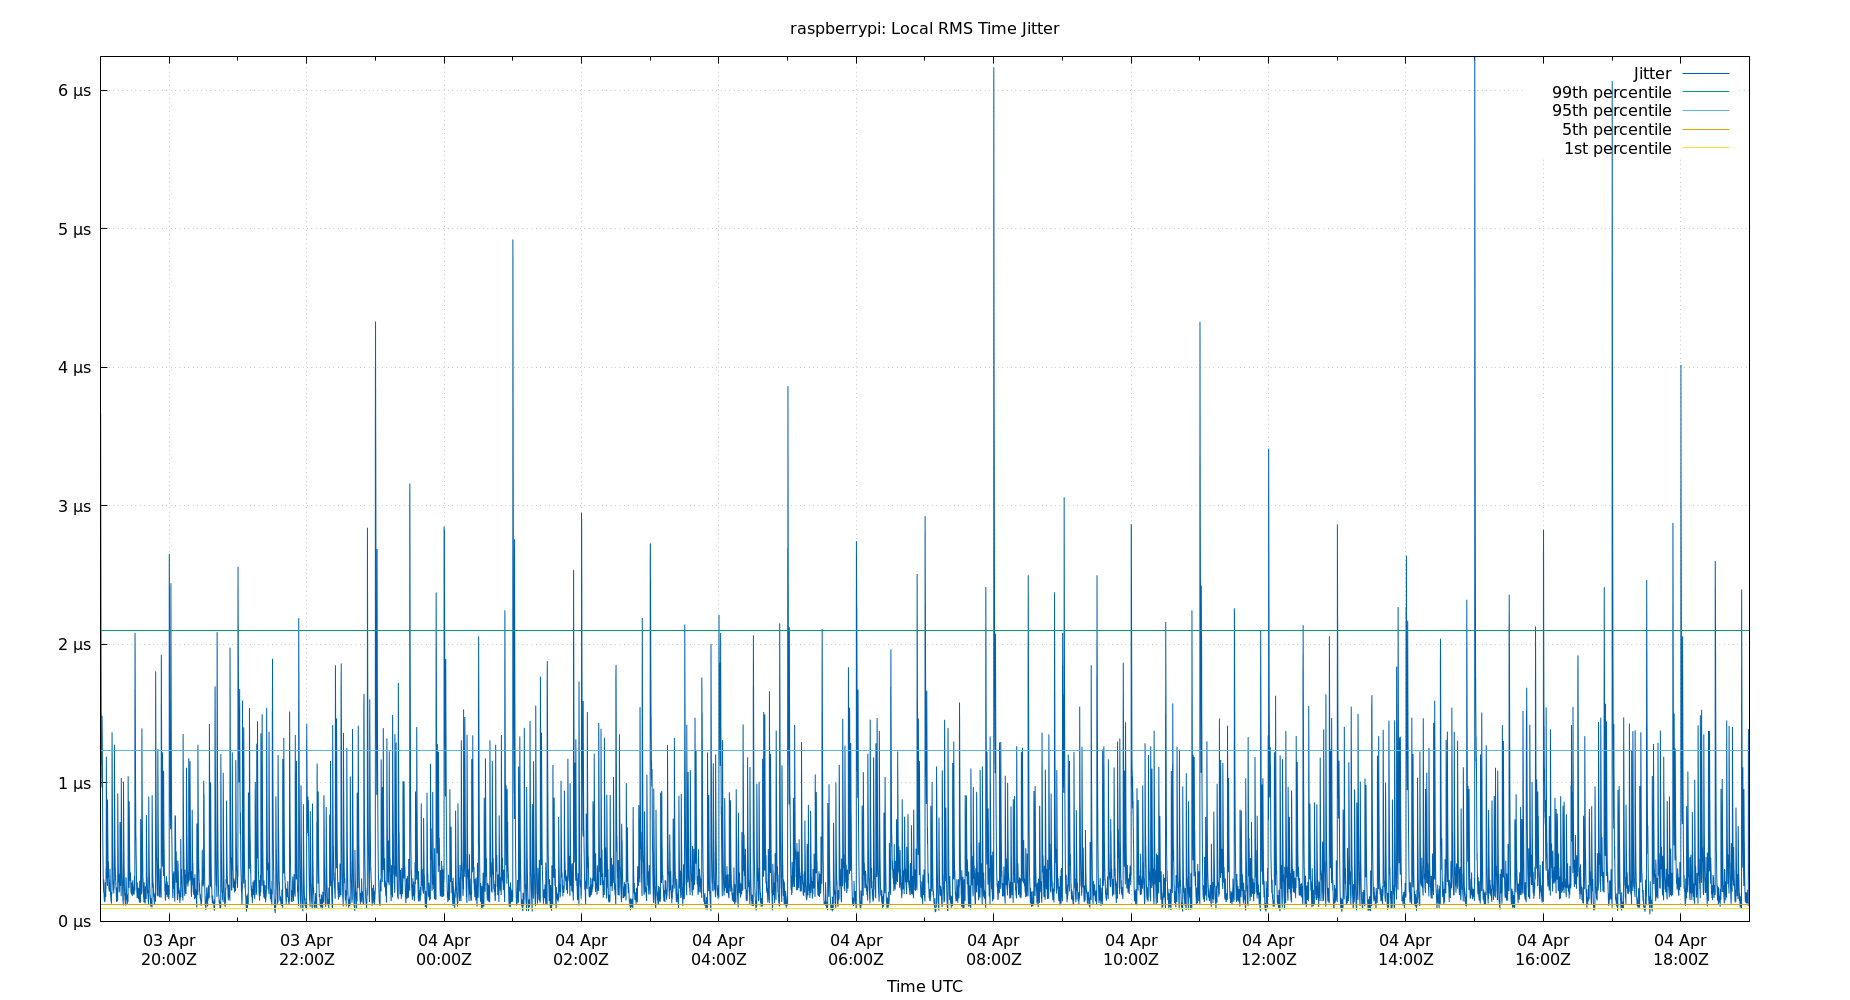 raspberrypi: Local RMS Time Jitter
Jitter
99th percentile
95th percentile
5th percentile
1st percentile
6 µs
5 µs
4 µs
3 µs
2 µs
1 µs
0 µs
03 Apr
20:00Z
03 Apr
22:00Z
04 Apr
00:00Z
04 Apr
02:00Z
04 Apr
04:00Z
04 Apr
06:00Z
04 Apr
08:00Z
04 Apr
10:00Z
04 Apr
12:00Z
04 Apr
14:00Z
04 Apr
16:00Z
04 Apr
18:00Z
Time UTC